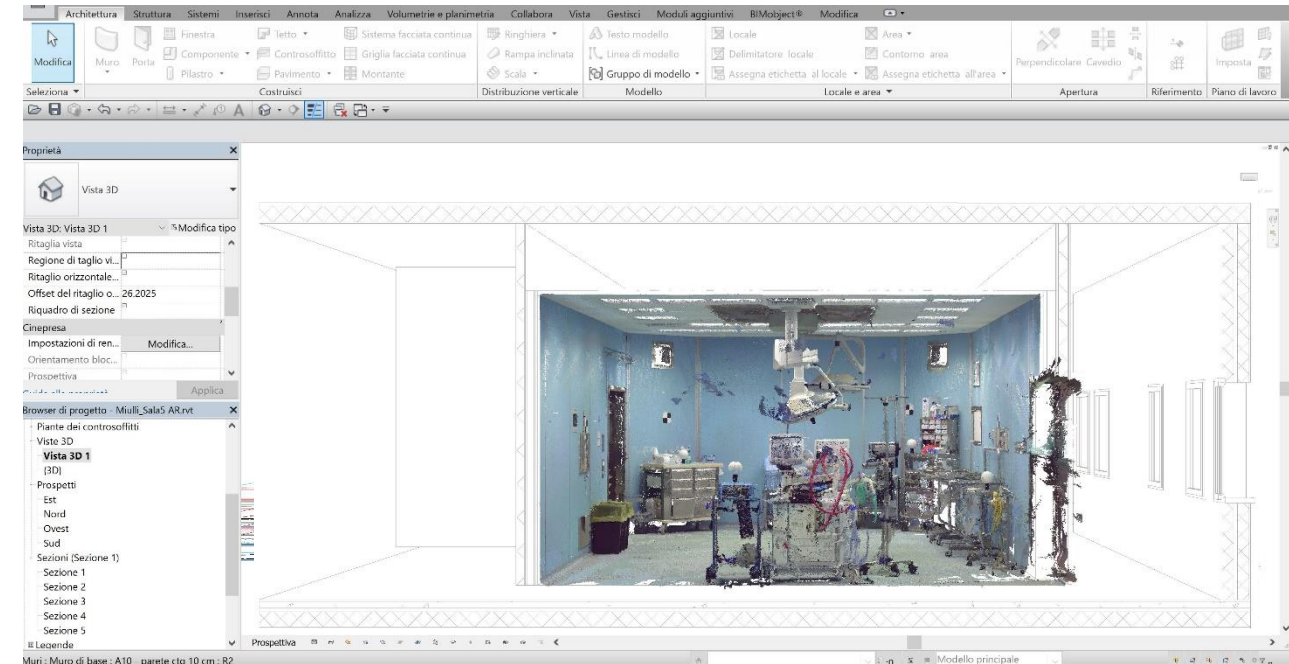 Architettura Struttura Sistemi Inserisci Annota Analizza Volumetrie e planimetria Collabora Vista Gestisci Moduli aggiuntivi BIMobject® Modifica
Modifica Muro Porta Finestra Tetto Sistema facciata continua Ringhiera Testo modello Locale Area
Componente Controsoffitto Griglia facciata continua Rampa inclinata Linea di modello Delimitatore locale Contorno area Perpendicolare Cavedio Imposta
Pilastro Pavimento Montante Scala Gruppo di modello Assegna etichetta al locale Assegna etichetta all'area
Seleziona Costruisci Distribuzione verticale Modello Locale e area Apertura Riferimento Piano di lavoro
Proprietà
Vista 3D
Vista 3D: Vista 3D 1 Modifica tipo
Ritaglia vista
Regione di taglio vi...
Ritaglio orizzontale...
Offset del ritaglio o... 26.2025
Riquadro di sezione
Cinepresa
Impostazioni di ren... Modifica...
Orientamento bloc...
Prospettiva
Guida alle proprietà Applica
Browser di progetto - Miulli_Sala5 AR.rvt
Piante dei controsoffitti
Viste 3D
Vista 3D 1
{3D}
Prospetti
Est
Nord
Ovest
Sud
Sezioni (Sezione 1)
Sezione 1
Sezione 2
Sezione 3
Sezione 4
Sezione 5
Legende
Prospettiva
Muri : Muro di base : A10 parete ctg 10 cm : R2
Modello principale